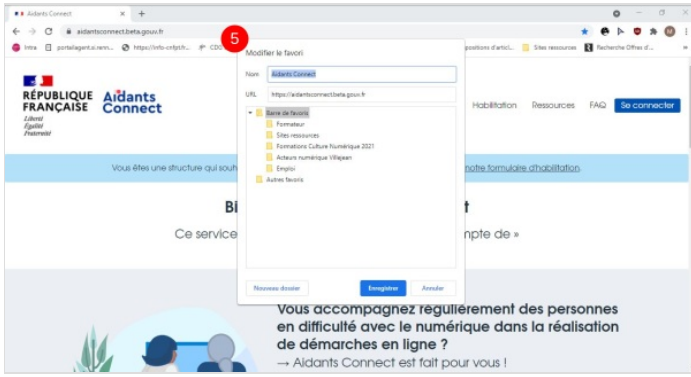 Aidants Connect
aidantsconnect.beta.gouv.fr
Intra
portailagent.si.renn...
https://info-cnfpt.fr...
CDG
Sites ressources
Recherche Offres d'...
5
Modifier le favori
Nom
Aidants Connect
URL
https://aidantsconnect.beta.gouv.fr
Barre de favoris
Formateur
Sites ressources
Formations Culture Numérique 2021
Acteurs numérique Villejean
Emploi
Autres favoris
Nouveau dossier
Enregistrer
Annuler
RÉPUBLIQUE
FRANÇAISE
Liberté
Égalité
Fraternité
Aidants
Connect
Habilitation
Ressources
FAQ
Se connecter
Vous êtes une structure qui souh
notre formulaire d'habilitation.
Bi
t
Ce service
mpte de »
Vous accompagnez régulièrement des personnes
en difficulté avec le numérique dans la réalisation
de démarches en ligne ?
→ Aidants Connect est fait pour vous !